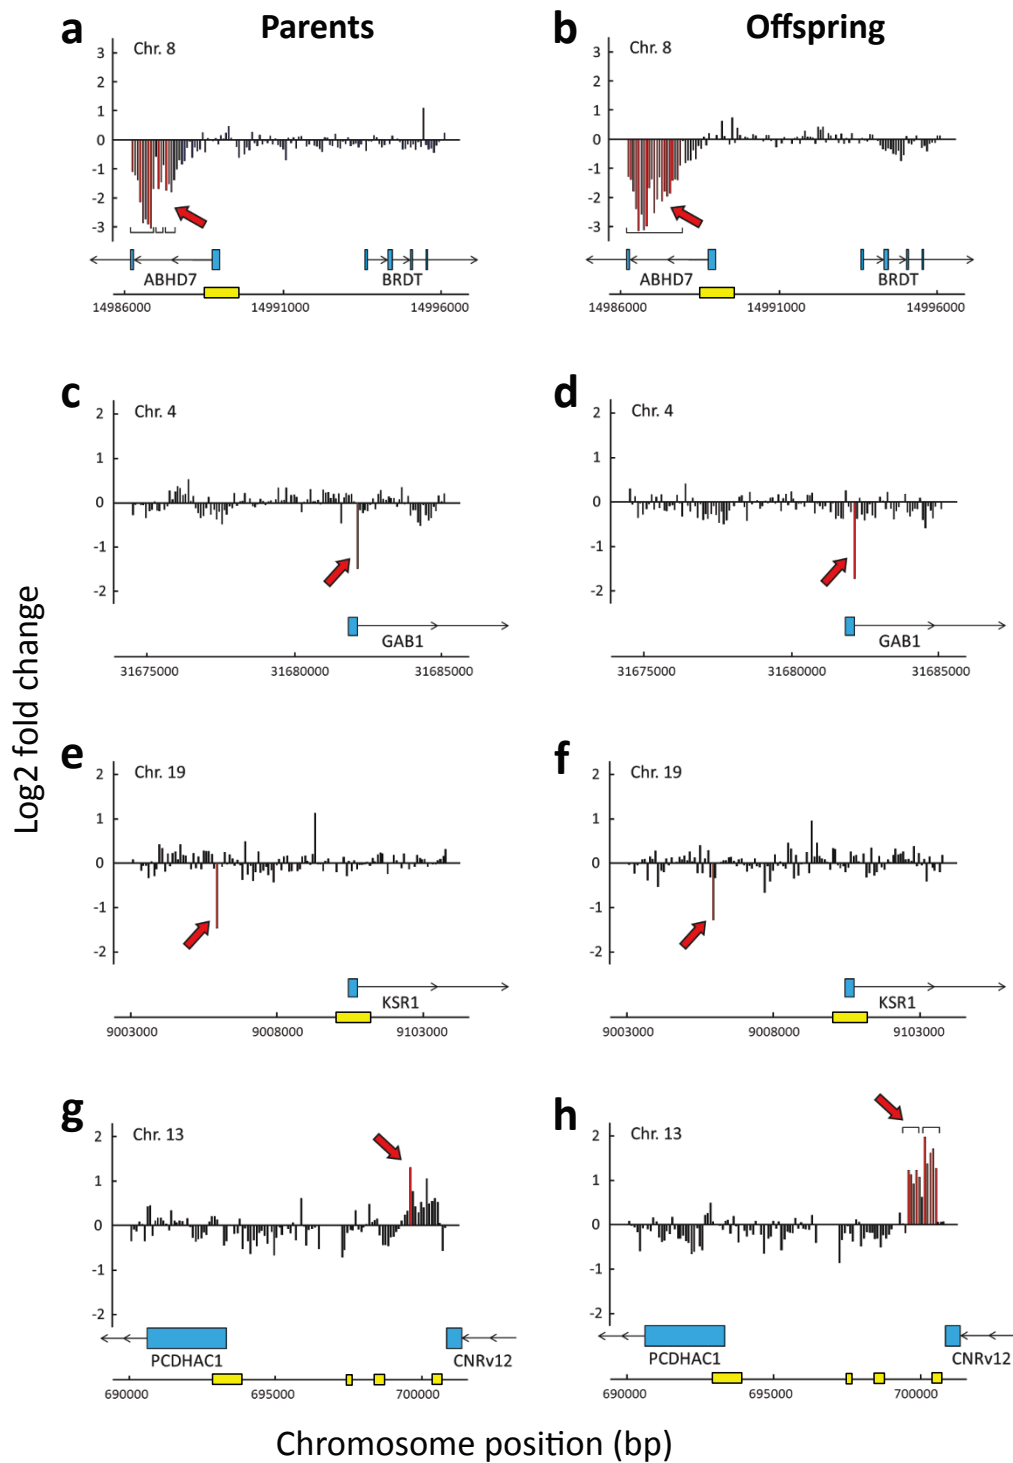 a Parents b Offspring
Chr. 8 Chr. 8
3 3
2 2
1 1
0 0
-1 -1
-2 -2
-3 -3
ABHD7 BRDT ABHD7 BRDT
14986000 14991000 14996000 14986000 14991000 14996000
c d
Chr. 4 Chr. 4
2 2
1 1
0 0
-1 -1
-2 -2
GAB1 GAB1
31675000 31680000 31685000 31675000 31680000 31685000
Log2 fold change
e f
Chr. 19 Chr. 19
2 2
1 1
0 0
-1 -1
-2 -2
KSR1 KSR1
9003000 9008000 9103000 9003000 9008000 9103000
g h
Chr. 13 Chr. 13
2 2
1 1
0 0
-1 -1
-2 -2
PCDHAC1 CNRv12 PCDHAC1 CNRv12
690000 695000 700000 690000 695000 700000
Chromosome position (bp)